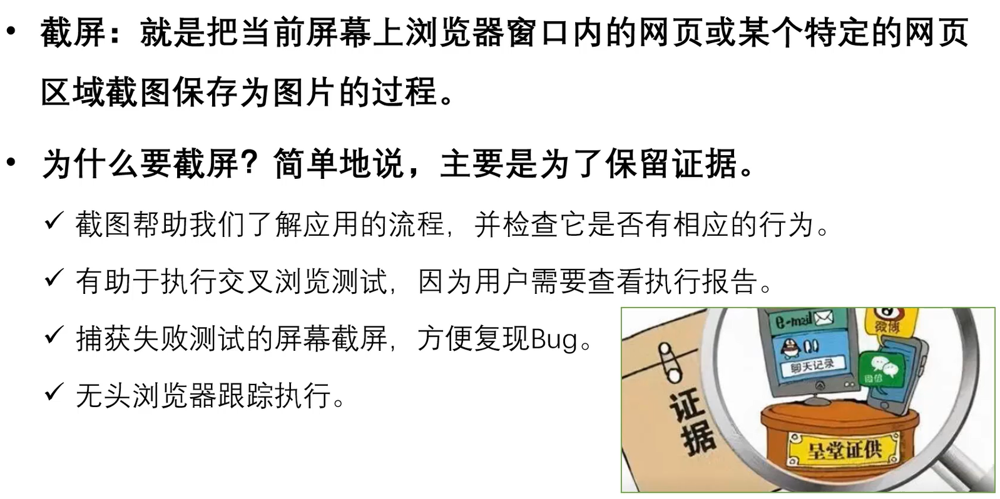 • 截屏：就是把当前屏幕上浏览器窗口内的网页或某个特定的网页
区域截图保存为图片的过程。
• 为什么要截屏？简单地说，主要是为了保留证据。
✓ 截图帮助我们了解应用的流程，并检查它是否有相应的行为。
✓ 有助于执行交叉浏览测试，因为用户需要查看执行报告。
✓ 捕获失败测试的屏幕截屏，方便复现Bug。
✓ 无头浏览器跟踪执行。
e-mail
微博
QQ
聊天记录
微信
证据
呈堂证供